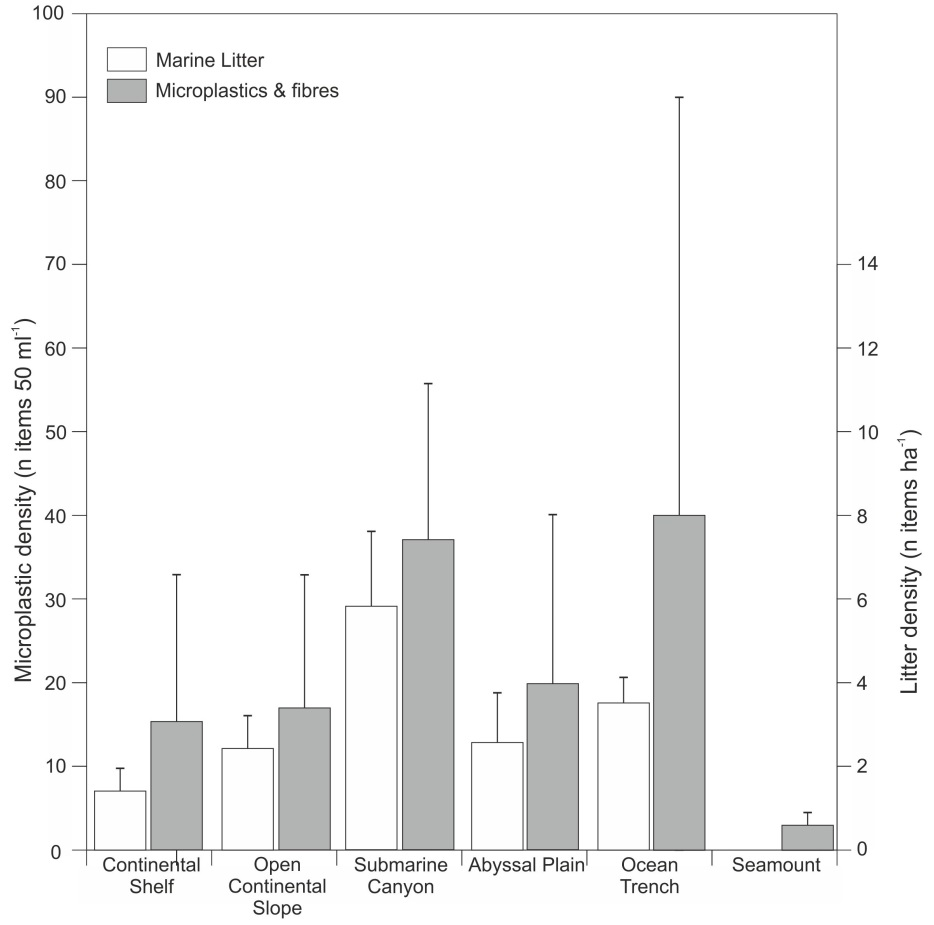 100
90
80
70
60
50
40
30
20
10
0
Microplastic density (n items 50 ml⁻¹)
Marine Litter
Microplastics & fibres
14
12
10
8
6
4
2
0
Litter density (n items ha⁻¹)
Continental
Shelf
Open
Continental
Slope
Submarine
Canyon
Abyssal Plain
Ocean
Trench
Seamount